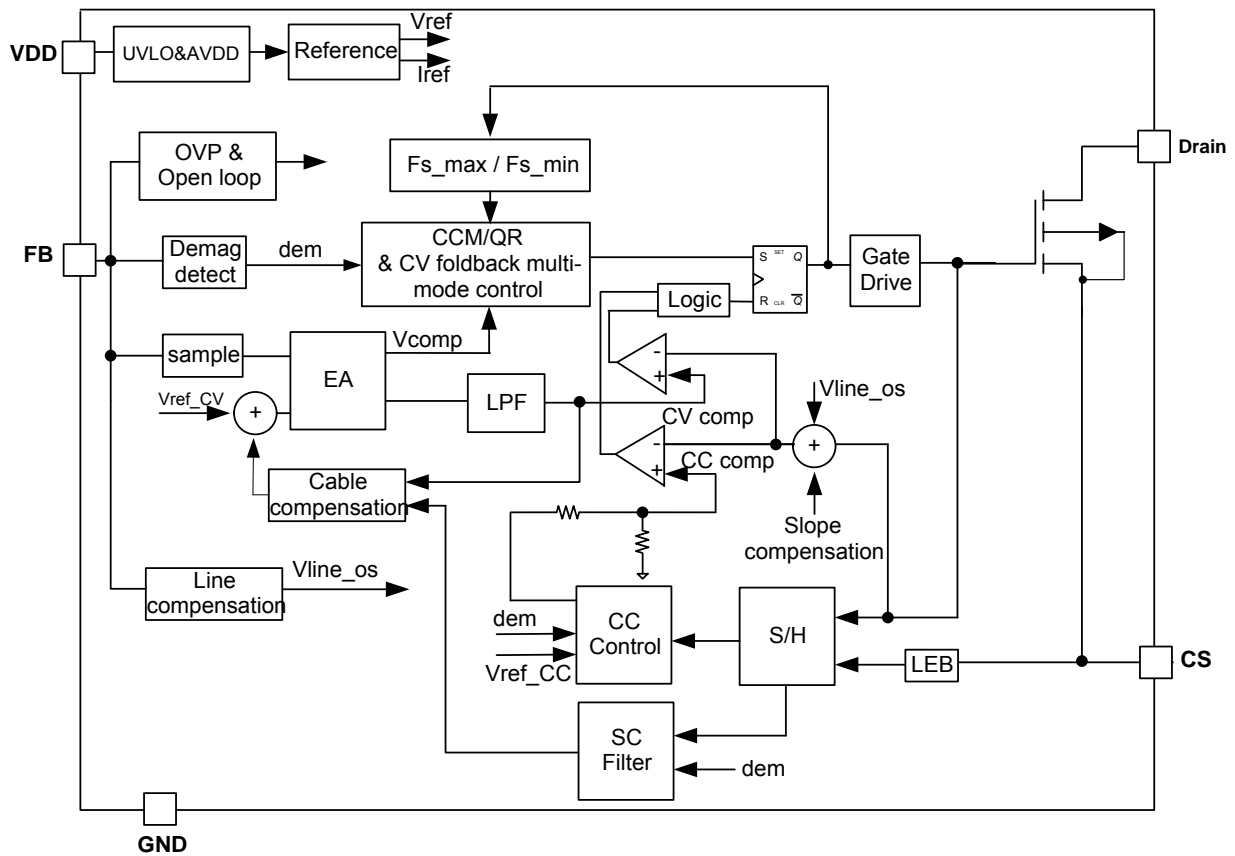 VDD
UVLO&AVDD
Reference
Vref
Iref
OVP &
Open loop
Fs_max / Fs_min
Drain
FB
Demag
detect
dem
CCM/QR
& CV foldback multi-
mode control
S SET Q
R CLR Q
Gate
Drive
Logic
sample
EA
Vcomp
LPF
Vref_CV
+
-
+
CV comp
Vline_os
-
+
CC comp
+
Slope
compensation
Cable
compensation
Line
compensation
Vline_os
dem
Vref_CC
CC
Control
S/H
LEB
CS
SC
Filter
dem
GND